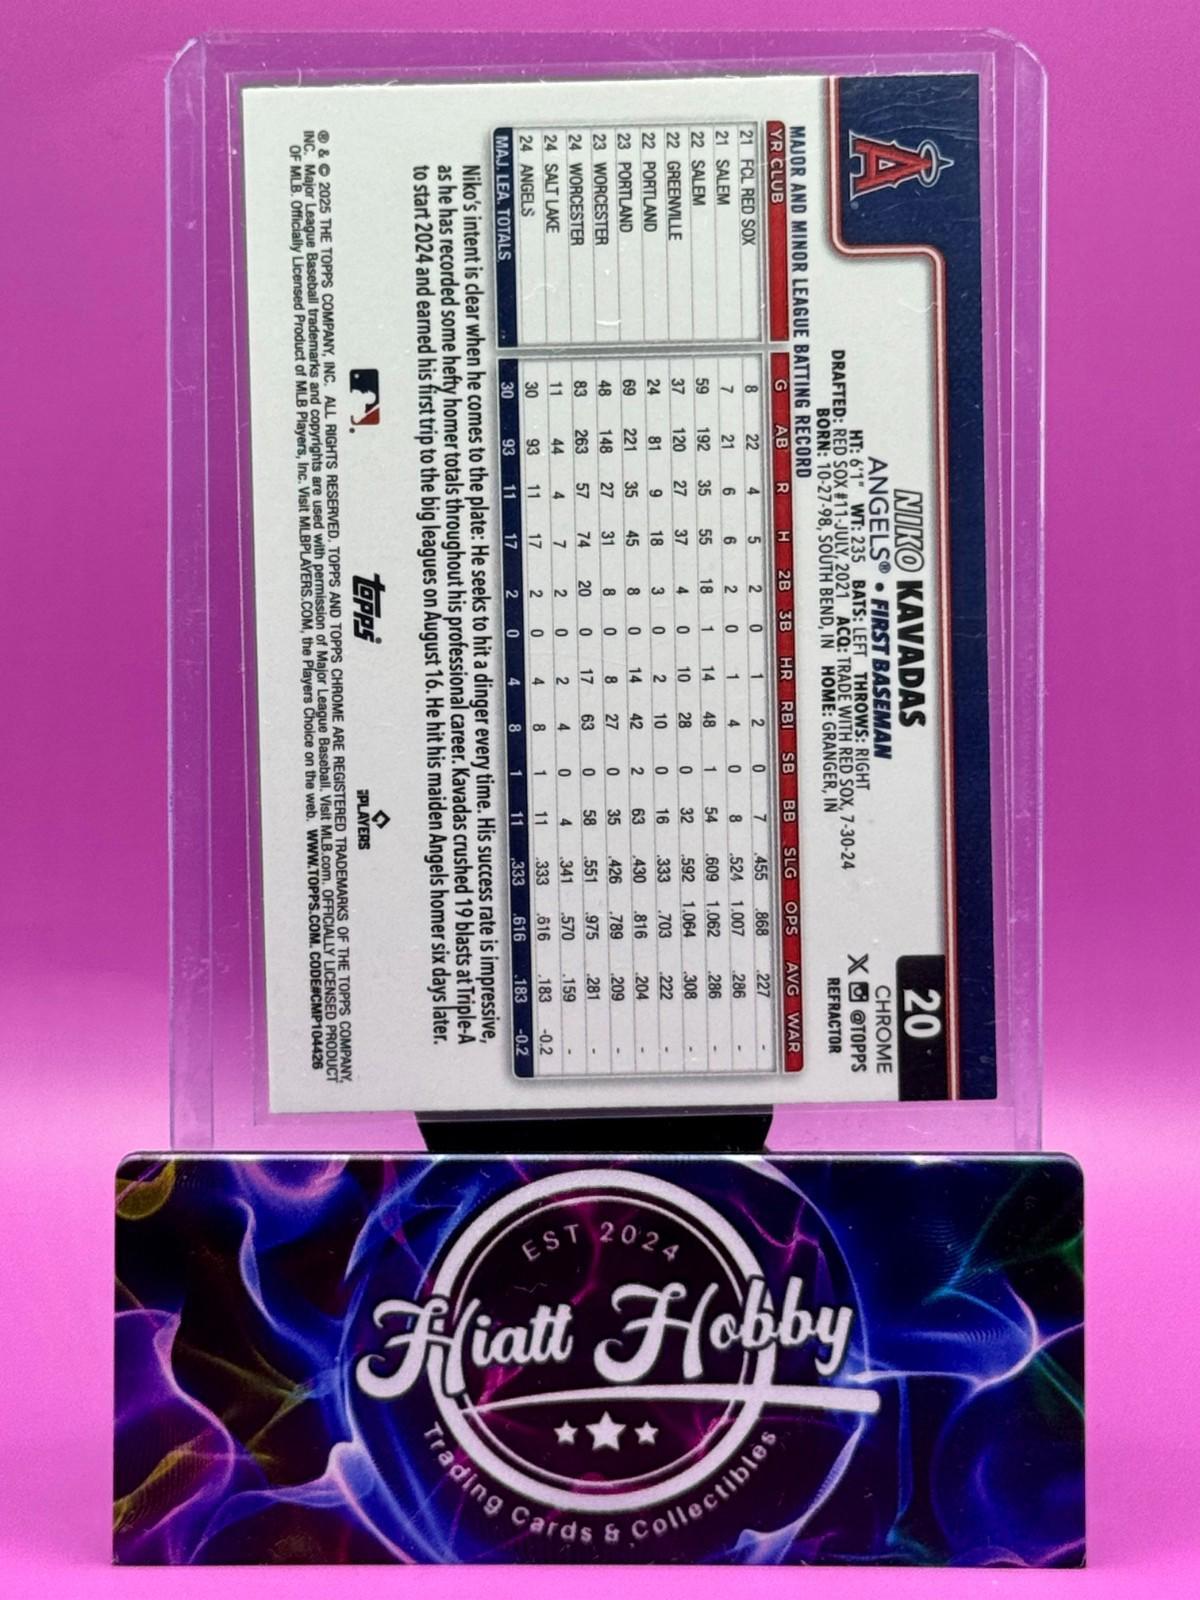 20
NIKO KAVADAS
ANGELS® • FIRST BASEMAN
CHROME
HT: 6'1" WT: 235 BATS: LEFT THROWS: RIGHT
X @TOPPS
DRAFTED: RED SOX #11-JULY, 2021 ACQ: TRADE WITH RED SOX, 7-30-24
REFRACTOR
BORN: 10-27-98, SOUTH BEND, IN HOME: GRANGER, IN
A
MAJOR AND MINOR LEAGUE BATTING RECORD
YR CLUB G AB R H 2B 3B HR RBI SB BB SLG OPS AVG WAR
21 FCL RED SOX 8 22 4 5 2 0 1 2 0 7 .455 .868 .227 -
21 SALEM 7 21 6 6 2 0 1 4 0 8 .524 1.007 .286 -
22 SALEM 59 192 35 55 18 1 14 48 1 54 .609 1.062 .286 -
22 GREENVILLE 37 120 27 37 4 0 10 28 0 32 .592 1.064 .308 -
22 PORTLAND 24 81 9 18 3 0 2 10 0 16 .333 .703 .222 -
23 PORTLAND 69 221 35 45 8 0 14 42 2 63 .430 .816 .204 -
23 WORCESTER 48 148 27 31 8 0 8 27 0 35 .426 .789 .209 -
24 WORCESTER 83 263 57 74 20 0 17 63 0 58 .551 .975 .281 -
24 SALT LAKE 11 44 4 7 2 0 2 4 0 4 .341 .570 .159 -
24 ANGELS 30 93 11 17 2 0 4 8 1 11 .333 .616 .183 -0.2
MAJ. LEA. TOTALS .. 30 93 11 17 2 0 4 8 1 11 .333 .616 .183 -0.2
Niko's intent is clear when he comes to the plate: He seeks to hit a dinger every time. His success rate is impressive,
as he has recorded some hefty homer totals throughout his professional career. Kavadas crushed 19 blasts at Triple-A
to start 2024 and earned his first trip to the big leagues on August 16. He hit his maiden Angels homer six days later.
topps
PLAYERS
® & © 2025 THE TOPPS COMPANY, INC. ALL RIGHTS RESERVED. TOPPS AND TOPPS CHROME ARE REGISTERED TRADEMARKS OF THE TOPPS COMPANY,
INC. Major League Baseball trademarks and copyrights are used with permission of Major League Baseball. Visit MLB.com. OFFICIALLY LICENSED PRODUCT
OF MLB. Officially Licensed Product of MLB Players, Inc. Visit MLBPLAYERS.COM, the Players Choice on the web. WWW.TOPPS.COM. CODE#CMP104426
EST 2024
Hiatt Hobby
Trading Cards & Collectibles